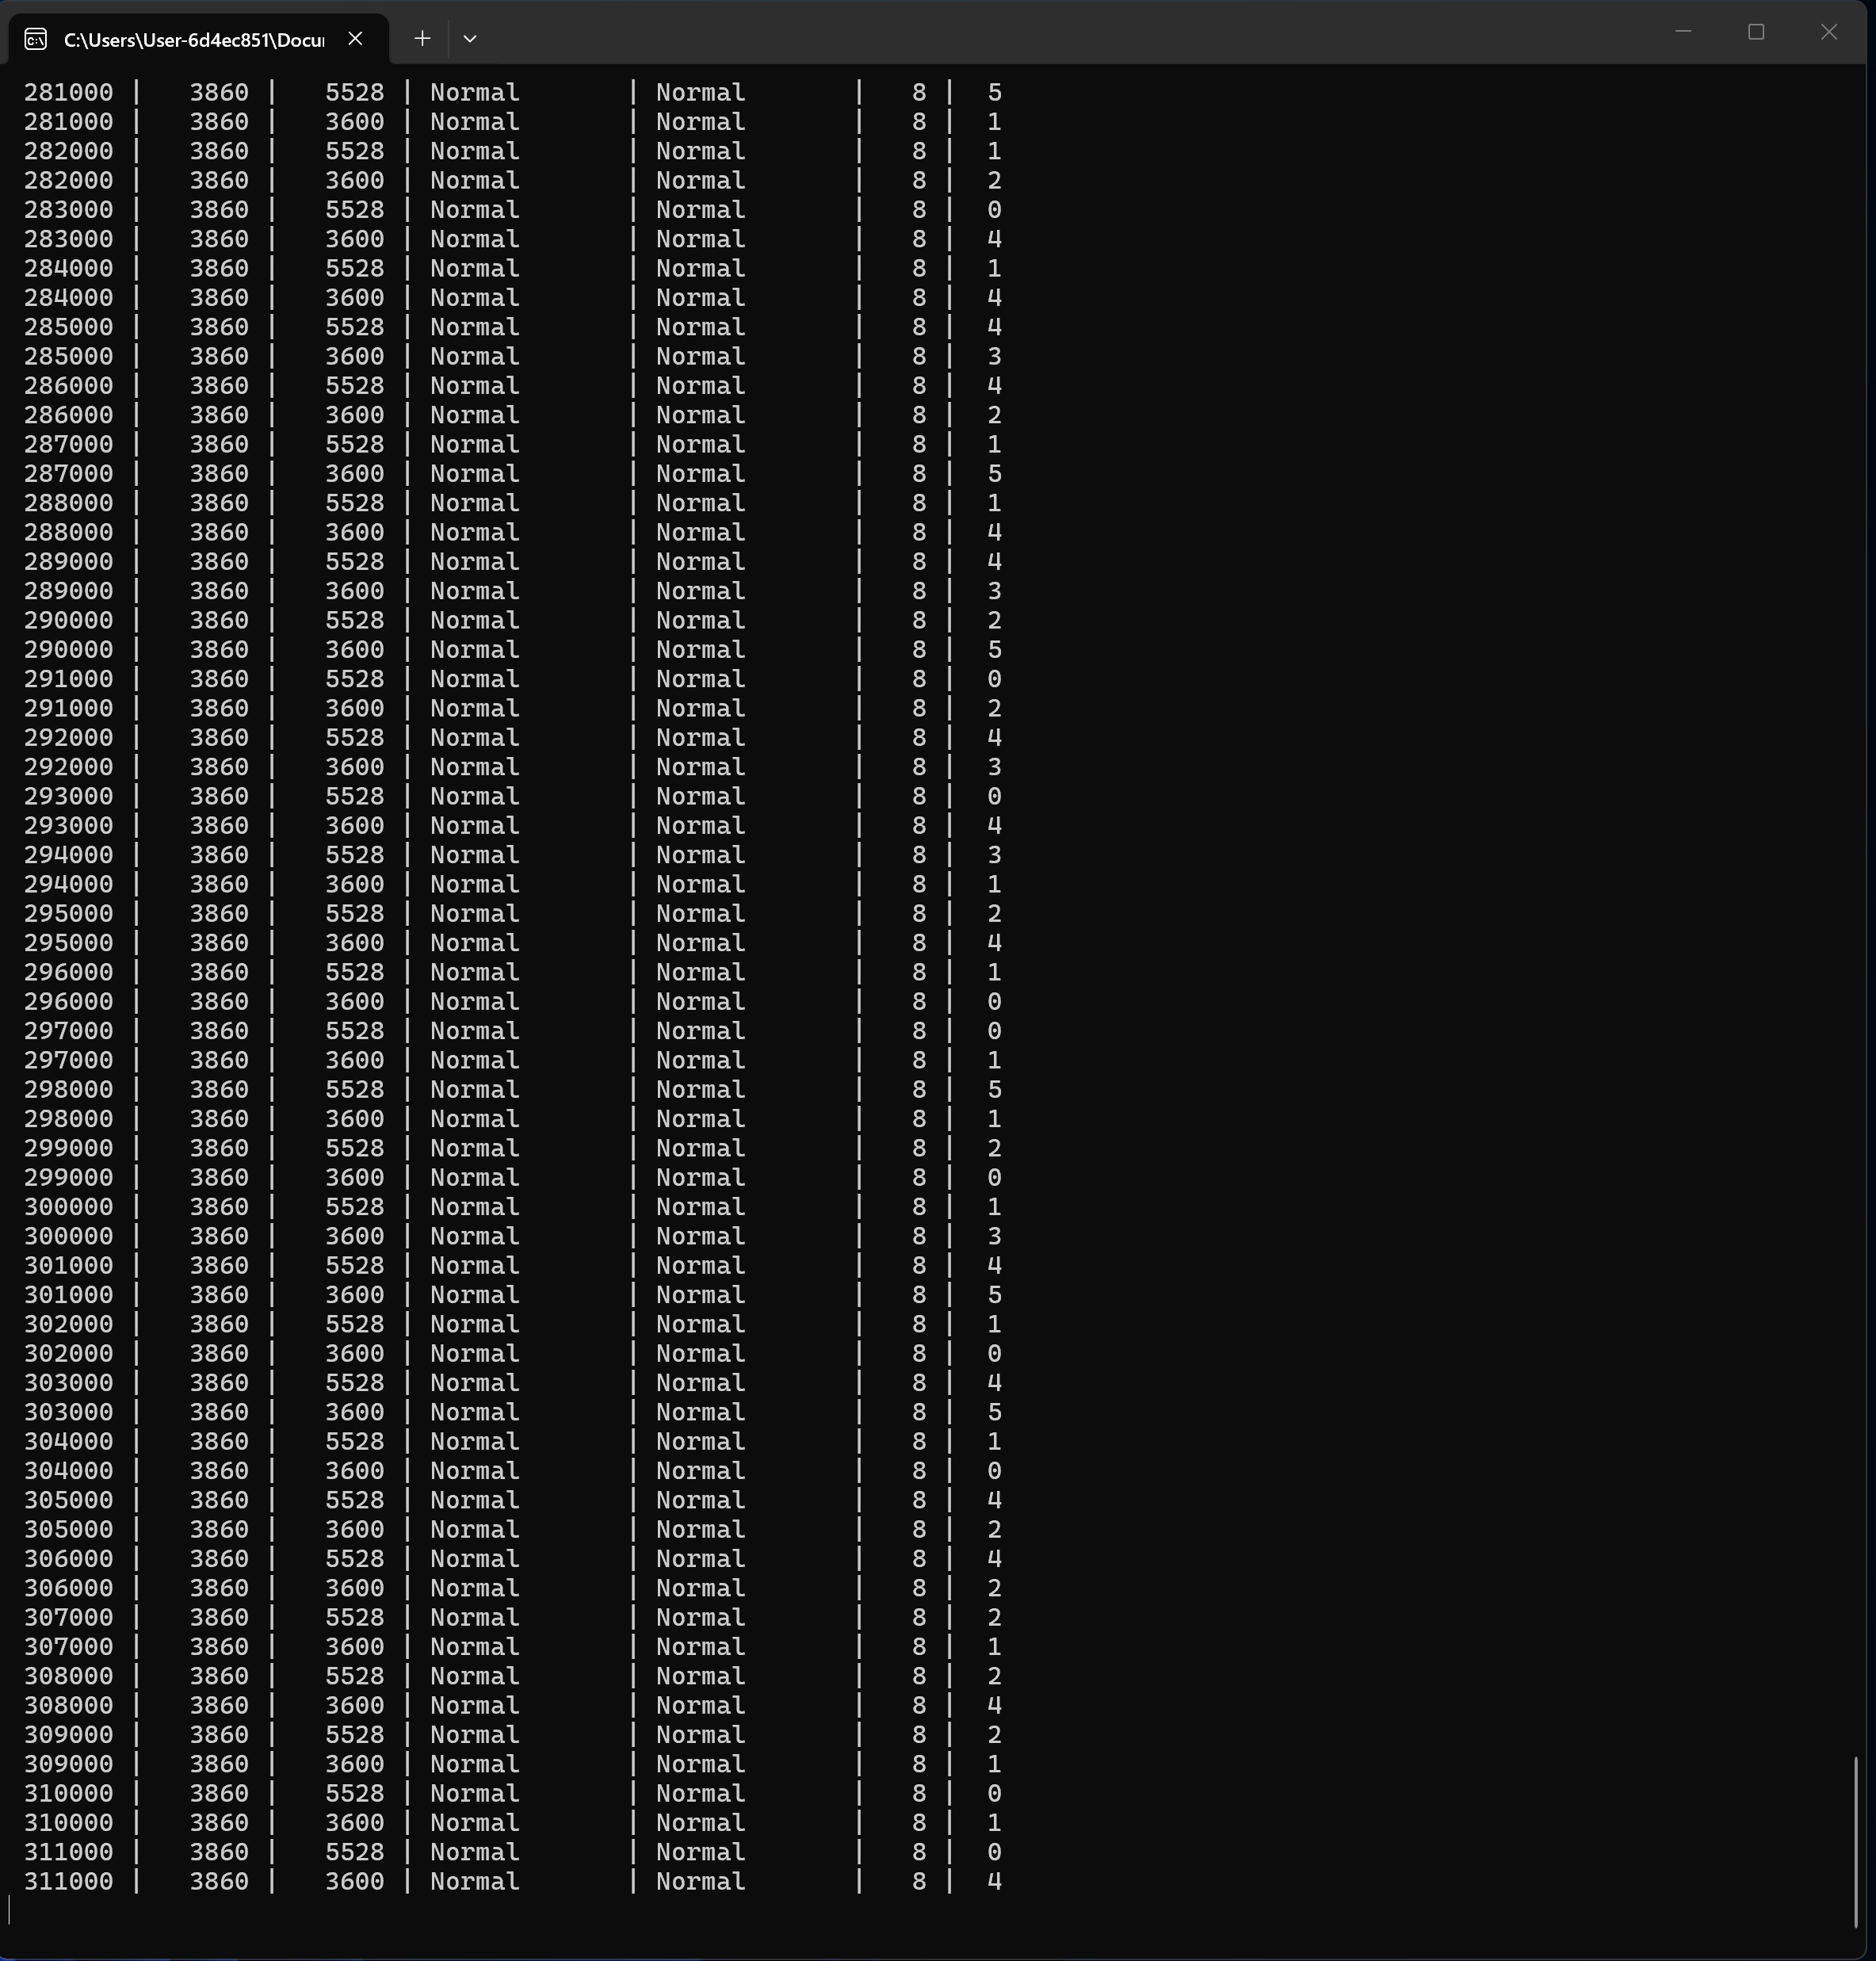 C:\Users\User-6d4ec851\Docu
281000 | 3860 | 5528 | Normal | Normal | 8 | 5
281000 | 3860 | 3600 | Normal | Normal | 8 | 1
282000 | 3860 | 5528 | Normal | Normal | 8 | 1
282000 | 3860 | 3600 | Normal | Normal | 8 | 2
283000 | 3860 | 5528 | Normal | Normal | 8 | 0
283000 | 3860 | 3600 | Normal | Normal | 8 | 4
284000 | 3860 | 5528 | Normal | Normal | 8 | 1
284000 | 3860 | 3600 | Normal | Normal | 8 | 4
285000 | 3860 | 5528 | Normal | Normal | 8 | 4
285000 | 3860 | 3600 | Normal | Normal | 8 | 3
286000 | 3860 | 5528 | Normal | Normal | 8 | 4
286000 | 3860 | 3600 | Normal | Normal | 8 | 2
287000 | 3860 | 5528 | Normal | Normal | 8 | 1
287000 | 3860 | 3600 | Normal | Normal | 8 | 5
288000 | 3860 | 5528 | Normal | Normal | 8 | 1
288000 | 3860 | 3600 | Normal | Normal | 8 | 4
289000 | 3860 | 5528 | Normal | Normal | 8 | 4
289000 | 3860 | 3600 | Normal | Normal | 8 | 3
290000 | 3860 | 5528 | Normal | Normal | 8 | 2
290000 | 3860 | 3600 | Normal | Normal | 8 | 5
291000 | 3860 | 5528 | Normal | Normal | 8 | 0
291000 | 3860 | 3600 | Normal | Normal | 8 | 2
292000 | 3860 | 5528 | Normal | Normal | 8 | 4
292000 | 3860 | 3600 | Normal | Normal | 8 | 3
293000 | 3860 | 5528 | Normal | Normal | 8 | 0
293000 | 3860 | 3600 | Normal | Normal | 8 | 4
294000 | 3860 | 5528 | Normal | Normal | 8 | 3
294000 | 3860 | 3600 | Normal | Normal | 8 | 1
295000 | 3860 | 5528 | Normal | Normal | 8 | 2
295000 | 3860 | 3600 | Normal | Normal | 8 | 4
296000 | 3860 | 5528 | Normal | Normal | 8 | 1
296000 | 3860 | 3600 | Normal | Normal | 8 | 0
297000 | 3860 | 5528 | Normal | Normal | 8 | 0
297000 | 3860 | 3600 | Normal | Normal | 8 | 1
298000 | 3860 | 5528 | Normal | Normal | 8 | 5
298000 | 3860 | 3600 | Normal | Normal | 8 | 1
299000 | 3860 | 5528 | Normal | Normal | 8 | 2
299000 | 3860 | 3600 | Normal | Normal | 8 | 0
300000 | 3860 | 5528 | Normal | Normal | 8 | 1
300000 | 3860 | 3600 | Normal | Normal | 8 | 3
301000 | 3860 | 5528 | Normal | Normal | 8 | 4
301000 | 3860 | 3600 | Normal | Normal | 8 | 5
302000 | 3860 | 5528 | Normal | Normal | 8 | 1
302000 | 3860 | 3600 | Normal | Normal | 8 | 0
303000 | 3860 | 5528 | Normal | Normal | 8 | 4
303000 | 3860 | 3600 | Normal | Normal | 8 | 5
304000 | 3860 | 5528 | Normal | Normal | 8 | 1
304000 | 3860 | 3600 | Normal | Normal | 8 | 0
305000 | 3860 | 5528 | Normal | Normal | 8 | 4
305000 | 3860 | 3600 | Normal | Normal | 8 | 2
306000 | 3860 | 5528 | Normal | Normal | 8 | 4
306000 | 3860 | 3600 | Normal | Normal | 8 | 2
307000 | 3860 | 5528 | Normal | Normal | 8 | 2
307000 | 3860 | 3600 | Normal | Normal | 8 | 1
308000 | 3860 | 5528 | Normal | Normal | 8 | 2
308000 | 3860 | 3600 | Normal | Normal | 8 | 4
309000 | 3860 | 5528 | Normal | Normal | 8 | 2
309000 | 3860 | 3600 | Normal | Normal | 8 | 1
310000 | 3860 | 5528 | Normal | Normal | 8 | 0
310000 | 3860 | 3600 | Normal | Normal | 8 | 1
311000 | 3860 | 5528 | Normal | Normal | 8 | 0
311000 | 3860 | 3600 | Normal | Normal | 8 | 4